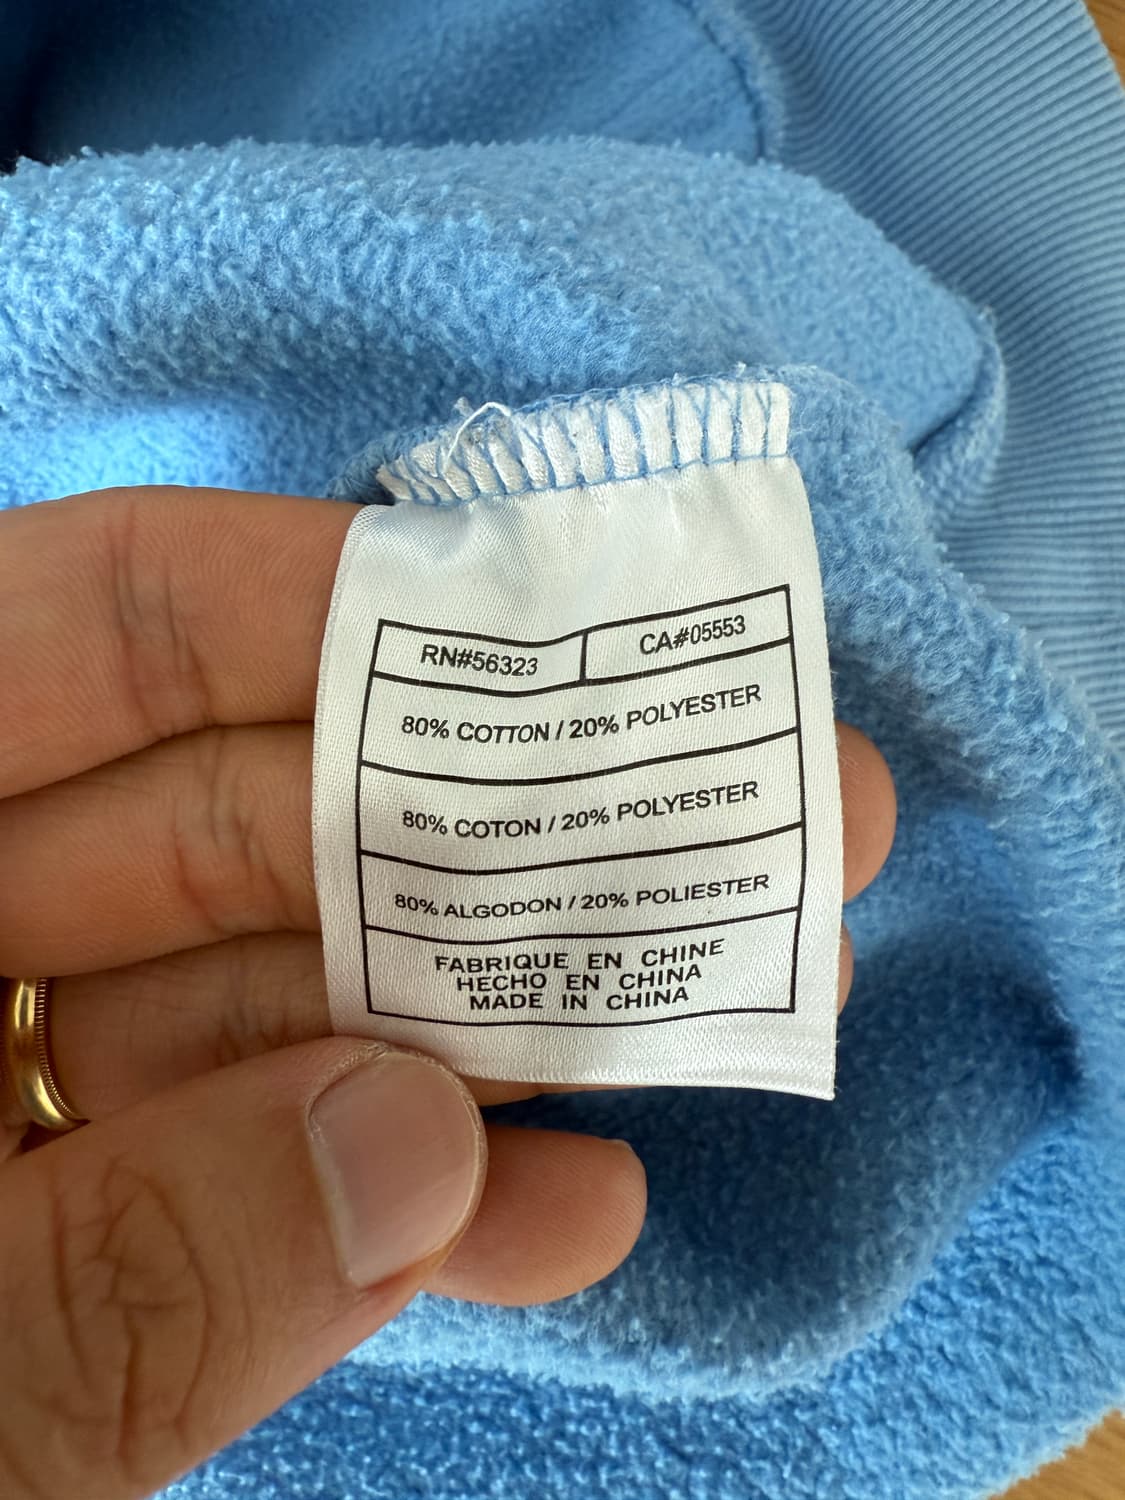 RN#56323 CA#05553
80% COTTON / 20% POLYESTER
80% COTON / 20% POLYESTER
80% ALGODON / 20% POLIESTER
FABRIQUE EN CHINE
HECHO EN CHINA
MADE IN CHINA